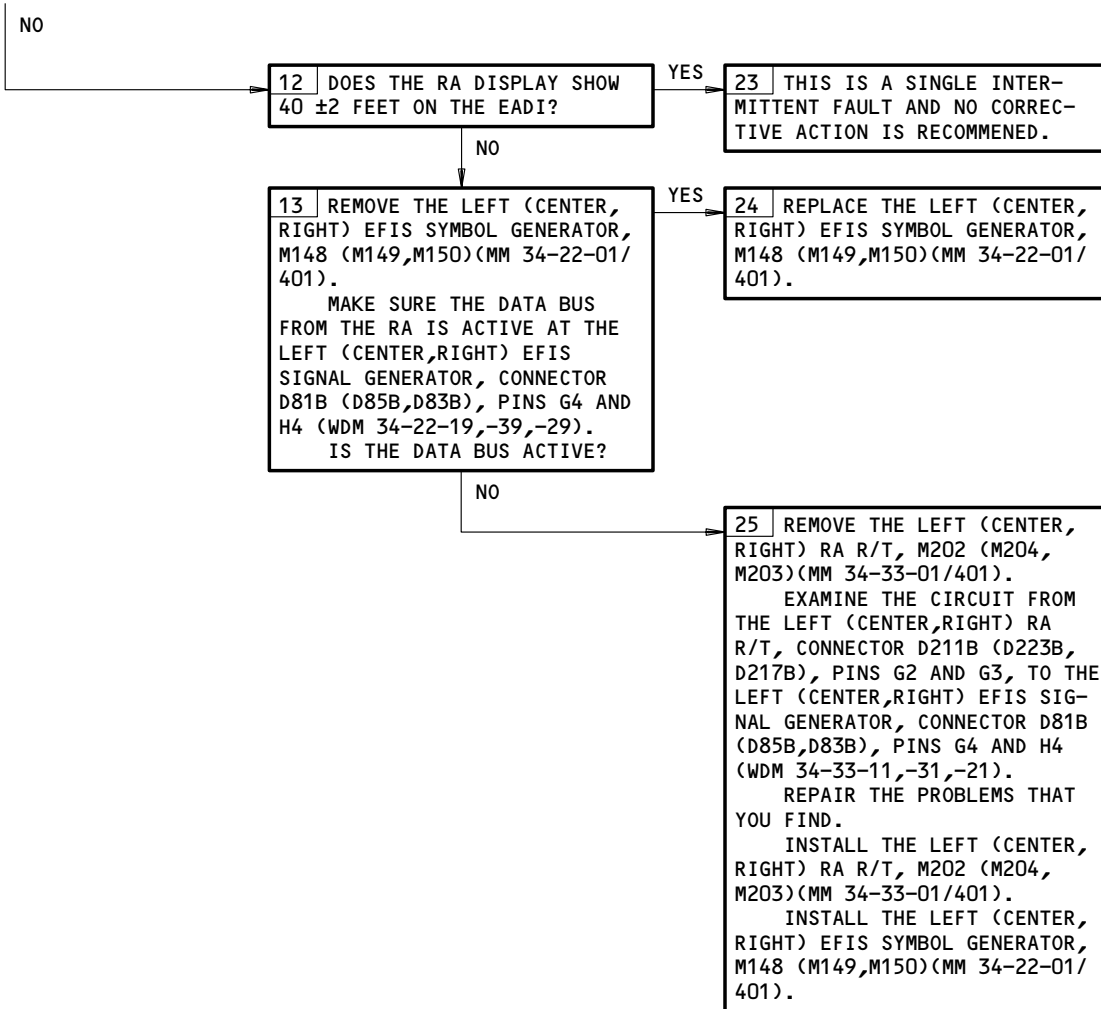 NO
12 DOES THE RA DISPLAY SHOW
40 ±2 FEET ON THE EADI?
YES
23 THIS IS A SINGLE INTER-
MITTENT FAULT AND NO CORREC-
TIVE ACTION IS RECOMMENED.
NO
13 REMOVE THE LEFT (CENTER,
RIGHT) EFIS SYMBOL GENERATOR,
M148 (M149,M150)(MM 34-22-01/
401).
MAKE SURE THE DATA BUS
FROM THE RA IS ACTIVE AT THE
LEFT (CENTER,RIGHT) EFIS
SIGNAL GENERATOR, CONNECTOR
D81B (D85B,D83B), PINS G4 AND
H4 (WDM 34-22-19,-39,-29).
IS THE DATA BUS ACTIVE?
YES
24 REPLACE THE LEFT (CENTER,
RIGHT) EFIS SYMBOL GENERATOR,
M148 (M149,M150)(MM 34-22-01/
401).
NO
25 REMOVE THE LEFT (CENTER,
RIGHT) RA R/T, M202 (M204,
M203)(MM 34-33-01/401).
EXAMINE THE CIRCUIT FROM
THE LEFT (CENTER,RIGHT) RA
R/T, CONNECTOR D211B (D223B,
D217B), PINS G2 AND G3, TO THE
LEFT (CENTER,RIGHT) EFIS SIG-
NAL GENERATOR, CONNECTOR D81B
(D85B,D83B), PINS G4 AND H4
(WDM 34-33-11,-31,-21).
REPAIR THE PROBLEMS THAT
YOU FIND.
INSTALL THE LEFT (CENTER,
RIGHT) RA R/T, M202 (M204,
M203)(MM 34-33-01/401).
INSTALL THE LEFT (CENTER,
RIGHT) EFIS SYMBOL GENERATOR,
M148 (M149,M150)(MM 34-22-01/
401).